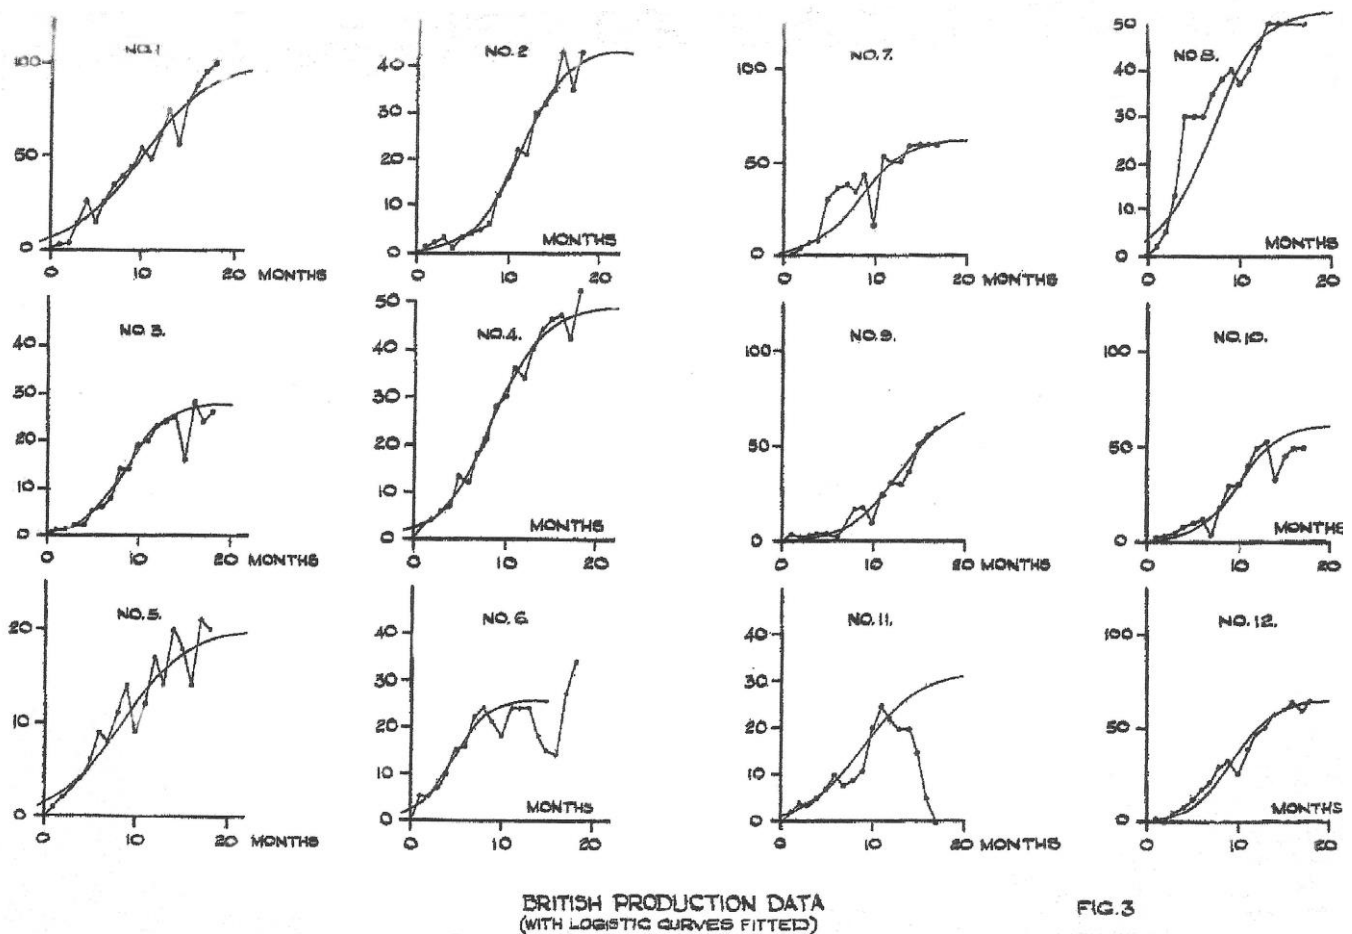 NO.1
100
50
0
0 10 20 MONTHS
NO.2
40
30
20
10
0
MONTHS
0 10 20
NO.7.
100
50
0
0 10 20 MONTHS
NO.8.
50
40
30
20
10
0
MONTHS
0 10 20
NO.3.
40
30
20
10
0
0 10 20 MONTHS
NO.4.
50
40
30
20
10
0
MONTHS
0 10 20
NO.9.
100
50
0
0 10 20 MONTHS
NO.10.
100
50
0
MONTHS
0 10 20
NO.5.
20
10
0
0 10 20 MONTHS
NO.6.
40
30
20
10
0
MONTHS
0 10 20
NO.11.
40
30
20
10
0
0 10 20 MONTHS
NO.12.
100
50
0
MONTHS
0 10 20
BRITISH PRODUCTION DATA
(WITH LOGISTIC CURVES FITTED)
FIG.3